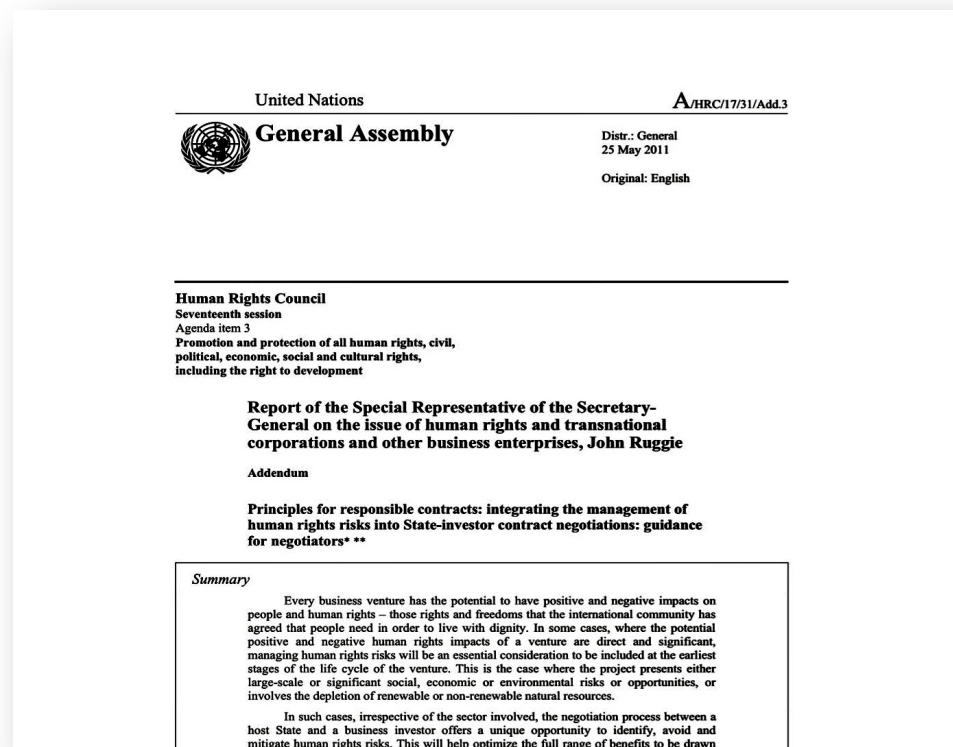 United Nations
A/HRC/17/31/Add.3
General Assembly
Distr.: General
25 May 2011
Original: English
Human Rights Council
Seventeenth session
Agenda item 3
Promotion and protection of all human rights, civil,
political, economic, social and cultural rights,
including the right to development
Report of the Special Representative of the Secretary-
General on the issue of human rights and transnational
corporations and other business enterprises, John Ruggie
Addendum
Principles for responsible contracts: integrating the management of
human rights risks into State-investor contract negotiations: guidance
for negotiators* **
Summary
Every business venture has the potential to have positive and negative impacts on
people and human rights – those rights and freedoms that the international community has
agreed that people need in order to live with dignity. In some cases, where the potential
positive and negative human rights impacts of a venture are direct and significant,
managing human rights risks will be an essential consideration to be included at the earliest
stages of the life cycle of the venture. This is the case where the project presents either
large-scale or significant social, economic or environmental risks or opportunities, or
involves the depletion of renewable or non-renewable natural resources.
In such cases, irrespective of the sector involved, the negotiation process between a
host State and a business investor offers a unique opportunity to identify, avoid and
mitigate human rights risks. This will help optimize the full range of benefits to be drawn